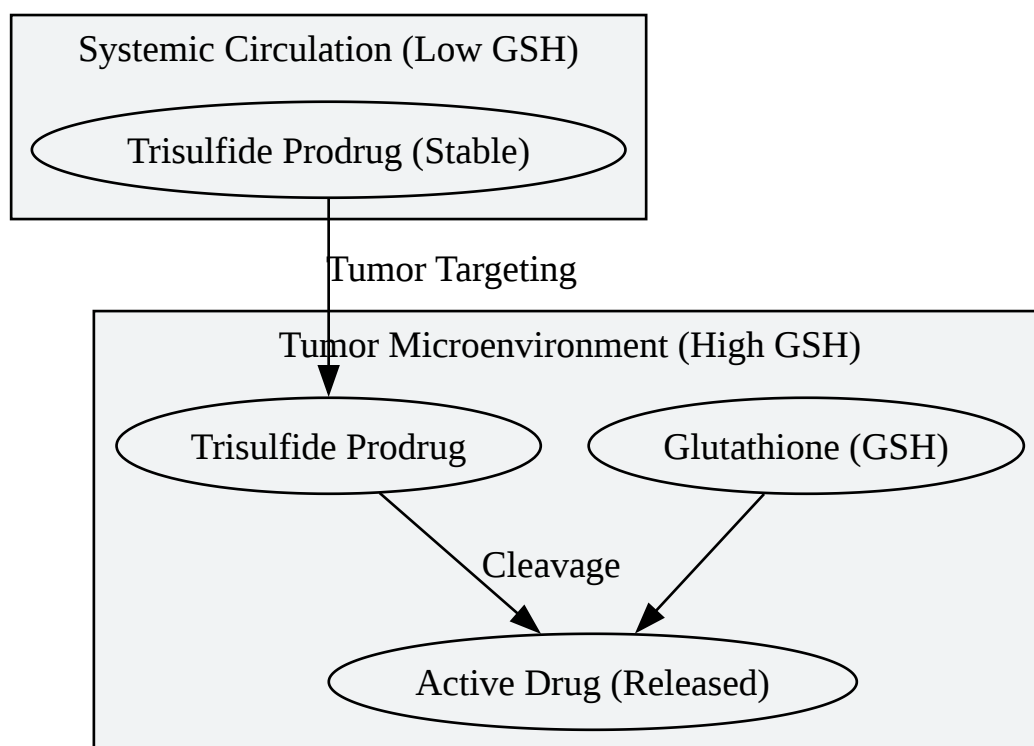 Systemic Circulation (Low GSH)
Trisulfide Prodrug (Stable)
Tumor Targeting
Tumor Microenvironment (High GSH)
Trisulfide Prodrug
Glutathione (GSH)
Cleavage
Active Drug (Released)